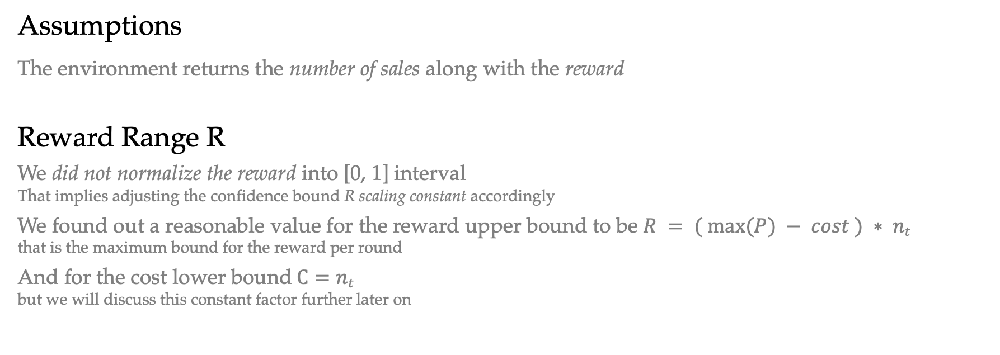 Assumptions
The environment returns the number of sales along with the reward
Reward Range R
We did not normalize the reward into [0, 1] interval
That implies adjusting the confidence bound R scaling constant accordingly
We found out a reasonable value for the reward upper bound to be R = ( max(P) − cost ) * nₜ
that is the maximum bound for the reward per round
And for the cost lower bound C = nₜ
but we will discuss this constant factor further later on